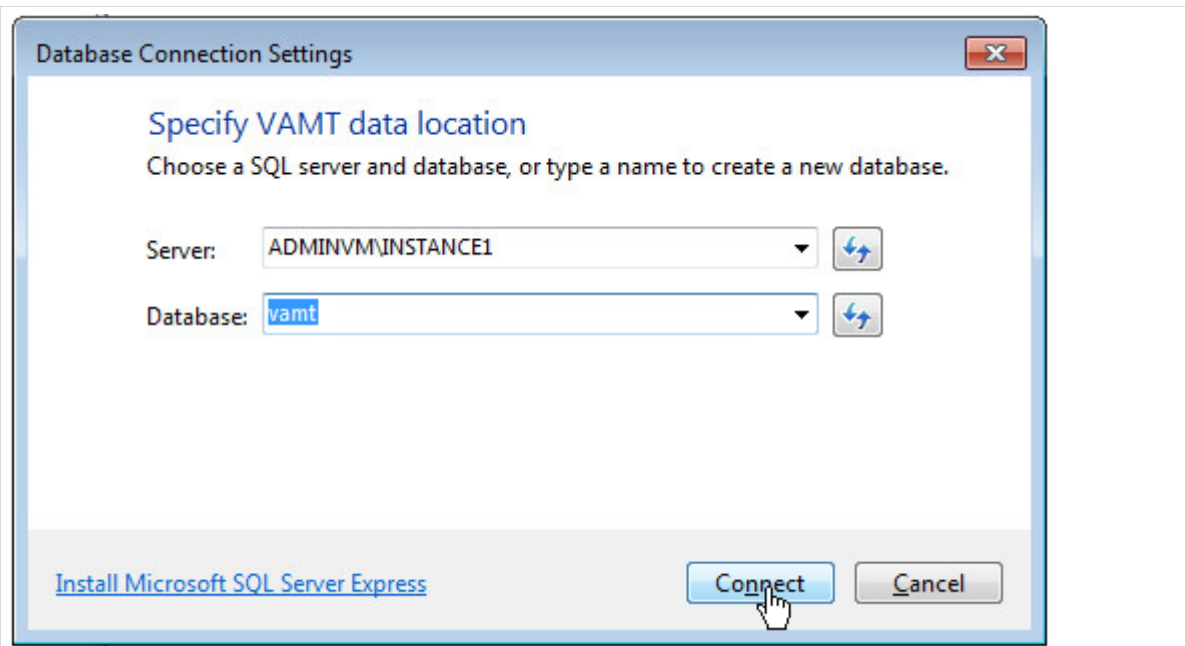 Database Connection Settings
Specify VAMT data location
Choose a SQL server and database, or type a name to create a new database.
Server: ADMINVM\INSTANCE1
Database: vamt
Install Microsoft SQL Server Express Connect Cancel